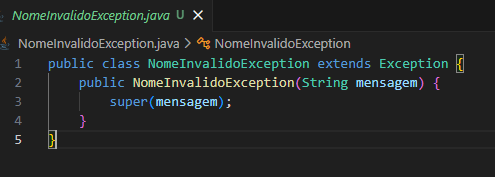 NomeInvalidoException.java U
NomeInvalidoException.java > NomeInvalidoException
1 public class NomeInvalidoException extends Exception {
2     public NomeInvalidoException(String mensagem) {
3         super(mensagem);
4     }
5 }